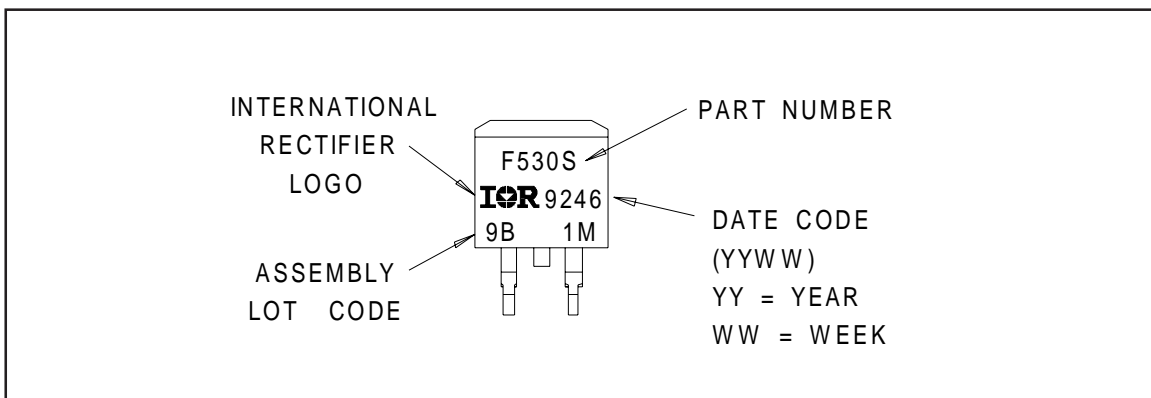 INTERNATIONAL
RECTIFIER
LOGO
ASSEMBLY
LOT CODE
F530S
IOR 9246
9B 1M
PART NUMBER
DATE CODE
(YYWW)
YY = YEAR
WW = WEEK